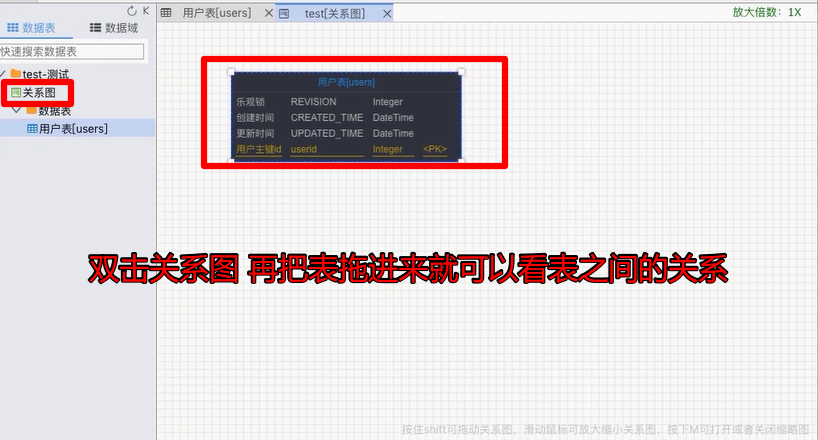 数据表 数据域
快速搜索数据表
test-测试
关系图
数据表
用户表[users]
用户表[users] test[关系图] 放大倍数：1X
用户表[users]
乐观锁 REVISION Integer
创建时间 CREATED_TIME DateTime
更新时间 UPDATED_TIME DateTime
用户主键id userid Integer <PK>
双击关系图 再把表拖进来就可以看表之间的关系
按住shift可拖动关系图，滑动鼠标可放大缩小关系图，按下M可打开或者关闭缩略图